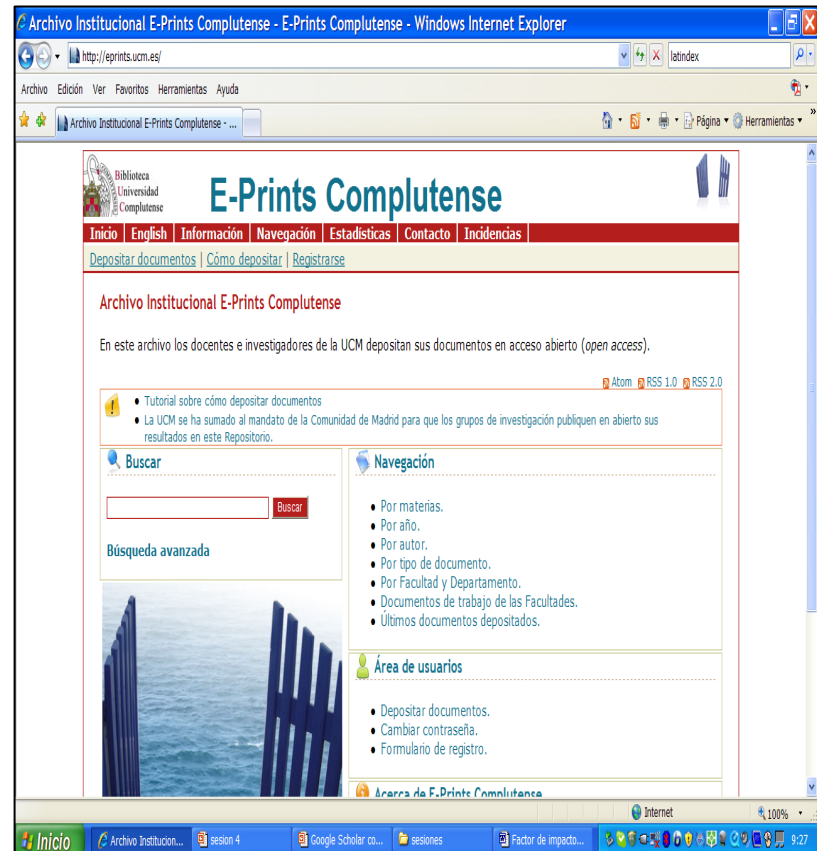 Archivo Institucional E-Prints Complutense - E-Prints Complutense - Windows Internet Explorer
http://eprints.ucm.es/
latindex
Archivo Edición Ver Favoritos Herramientas Ayuda
Archivo Institucional E-Prints Complutense - ...
Página Herramientas »
Biblioteca
Universidad
Complutense
E-Prints Complutense
Inicio | English | Información | Navegación | Estadísticas | Contacto | Incidencias |
Depositar documentos | Cómo depositar | Registrarse
Archivo Institucional E-Prints Complutense
En este archivo los docentes e investigadores de la UCM depositan sus documentos en acceso abierto (open access).
Atom RSS 1.0 RSS 2.0
• Tutorial sobre cómo depositar documentos
• La UCM se ha sumado al mandato de la Comunidad de Madrid para que los grupos de investigación publiquen en abierto sus
resultados en este Repositorio.
Buscar
Buscar
Búsqueda avanzada
Navegación
• Por materias.
• Por año.
• Por autor.
• Por tipo de documento.
• Por Facultad y Departamento.
• Documentos de trabajo de las Facultades.
• Últimos documentos depositados.
Área de usuarios
• Depositar documentos.
• Cambiar contraseña.
• Formulario de registro.
Acerca de E-Prints Complutense
Internet 100%
Inicio
Archivo Institucion...
sesion 4
Google Scholar co...
sesiones
Factor de impacto...
9:27